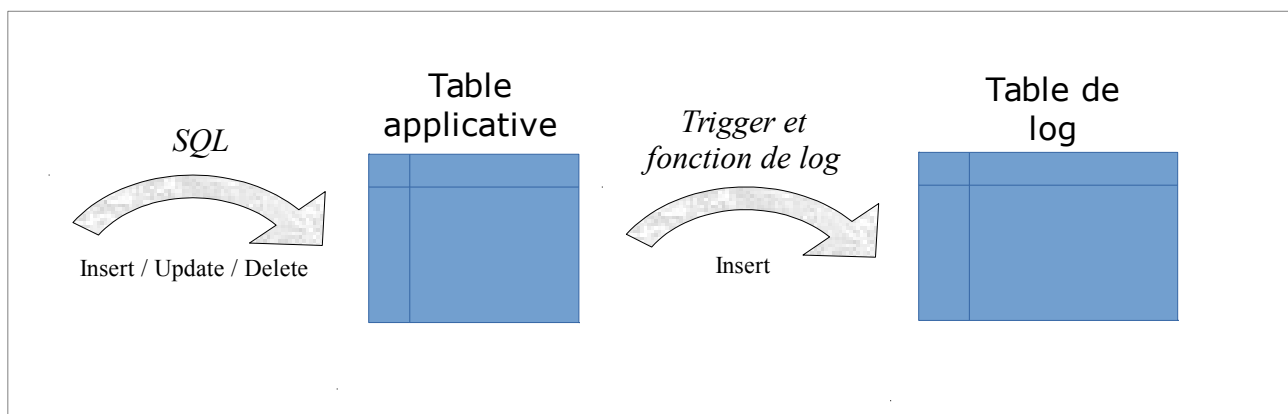 SQL
Insert / Update / Delete
Table
applicative
Trigger et
fonction de log
Insert
Table de
log